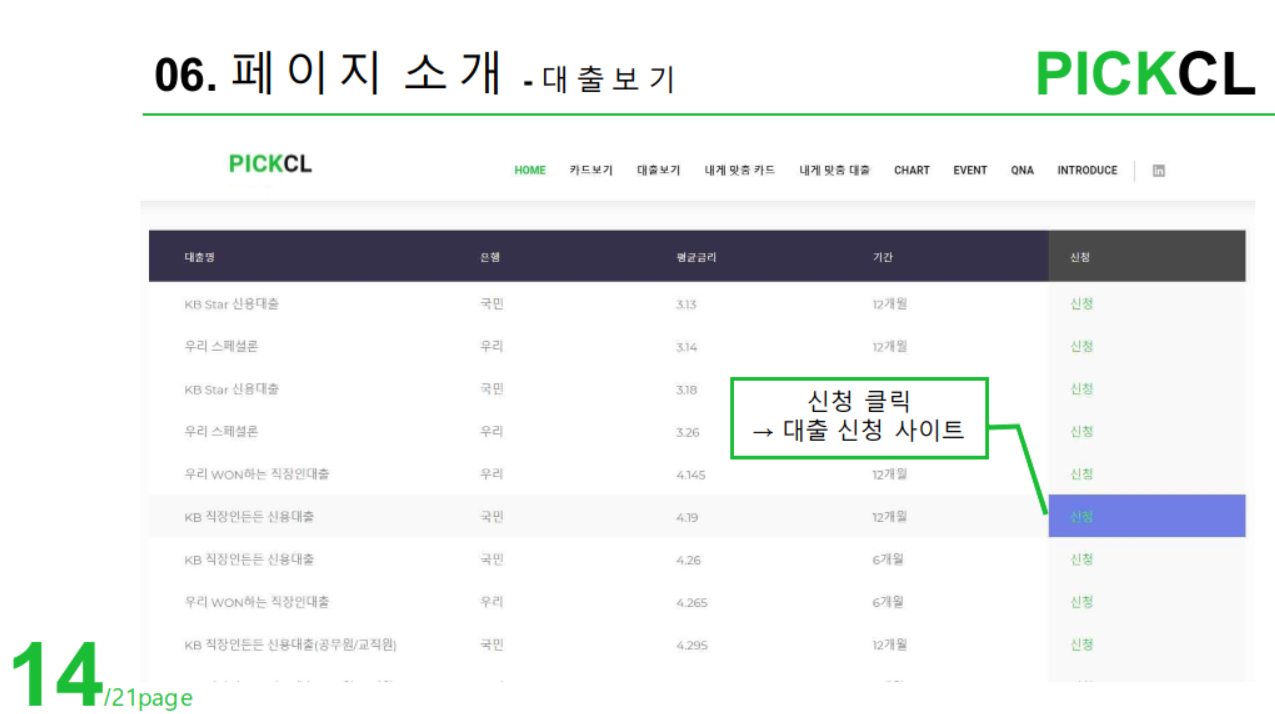 06. 페이지 소개 - 대출보기
PICKCL
PICKCL
HOME 카드보기 대출보기 내게 맞춤 카드 내게 맞춤 대출 CHART EVENT QNA INTRODUCE in
대출명 은행 평균금리 기간 신청
KB Star 신용대출 국민 3.13 12개월 신청
우리 스페셜론 우리 3.14 12개월 신청
KB Star 신용대출 국민 3.18 신청
신청 클릭
→ 대출 신청 사이트
우리 스페셜론 우리 3.26 신청
우리 WON하는 직장인대출 우리 4.145 12개월 신청
KB 직장인든든 신용대출 국민 4.19 12개월 신청
KB 직장인든든 신용대출 국민 4.26 6개월 신청
우리 WON하는 직장인대출 우리 4.265 6개월 신청
KB 직장인든든 신용대출(공무원/교직원) 국민 4.295 12개월 신청
14/21page